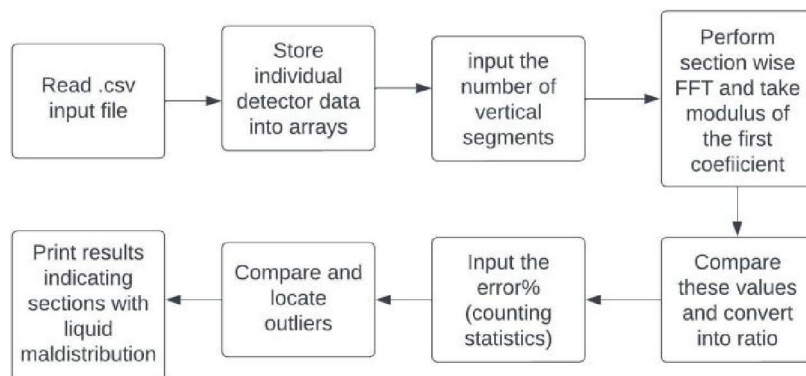 Read .csv
input file
Store
individual
detector data
into arrays
input the
number of
vertical
segments
Perform
section wise
FFT and take
modulus of
the first
coefiicient
Compare
these values
and convert
into ratio
Input the
error%
(counting
statistics)
Compare and
locate
outliers
Print results
indicating
sections with
liquid
maldistribution